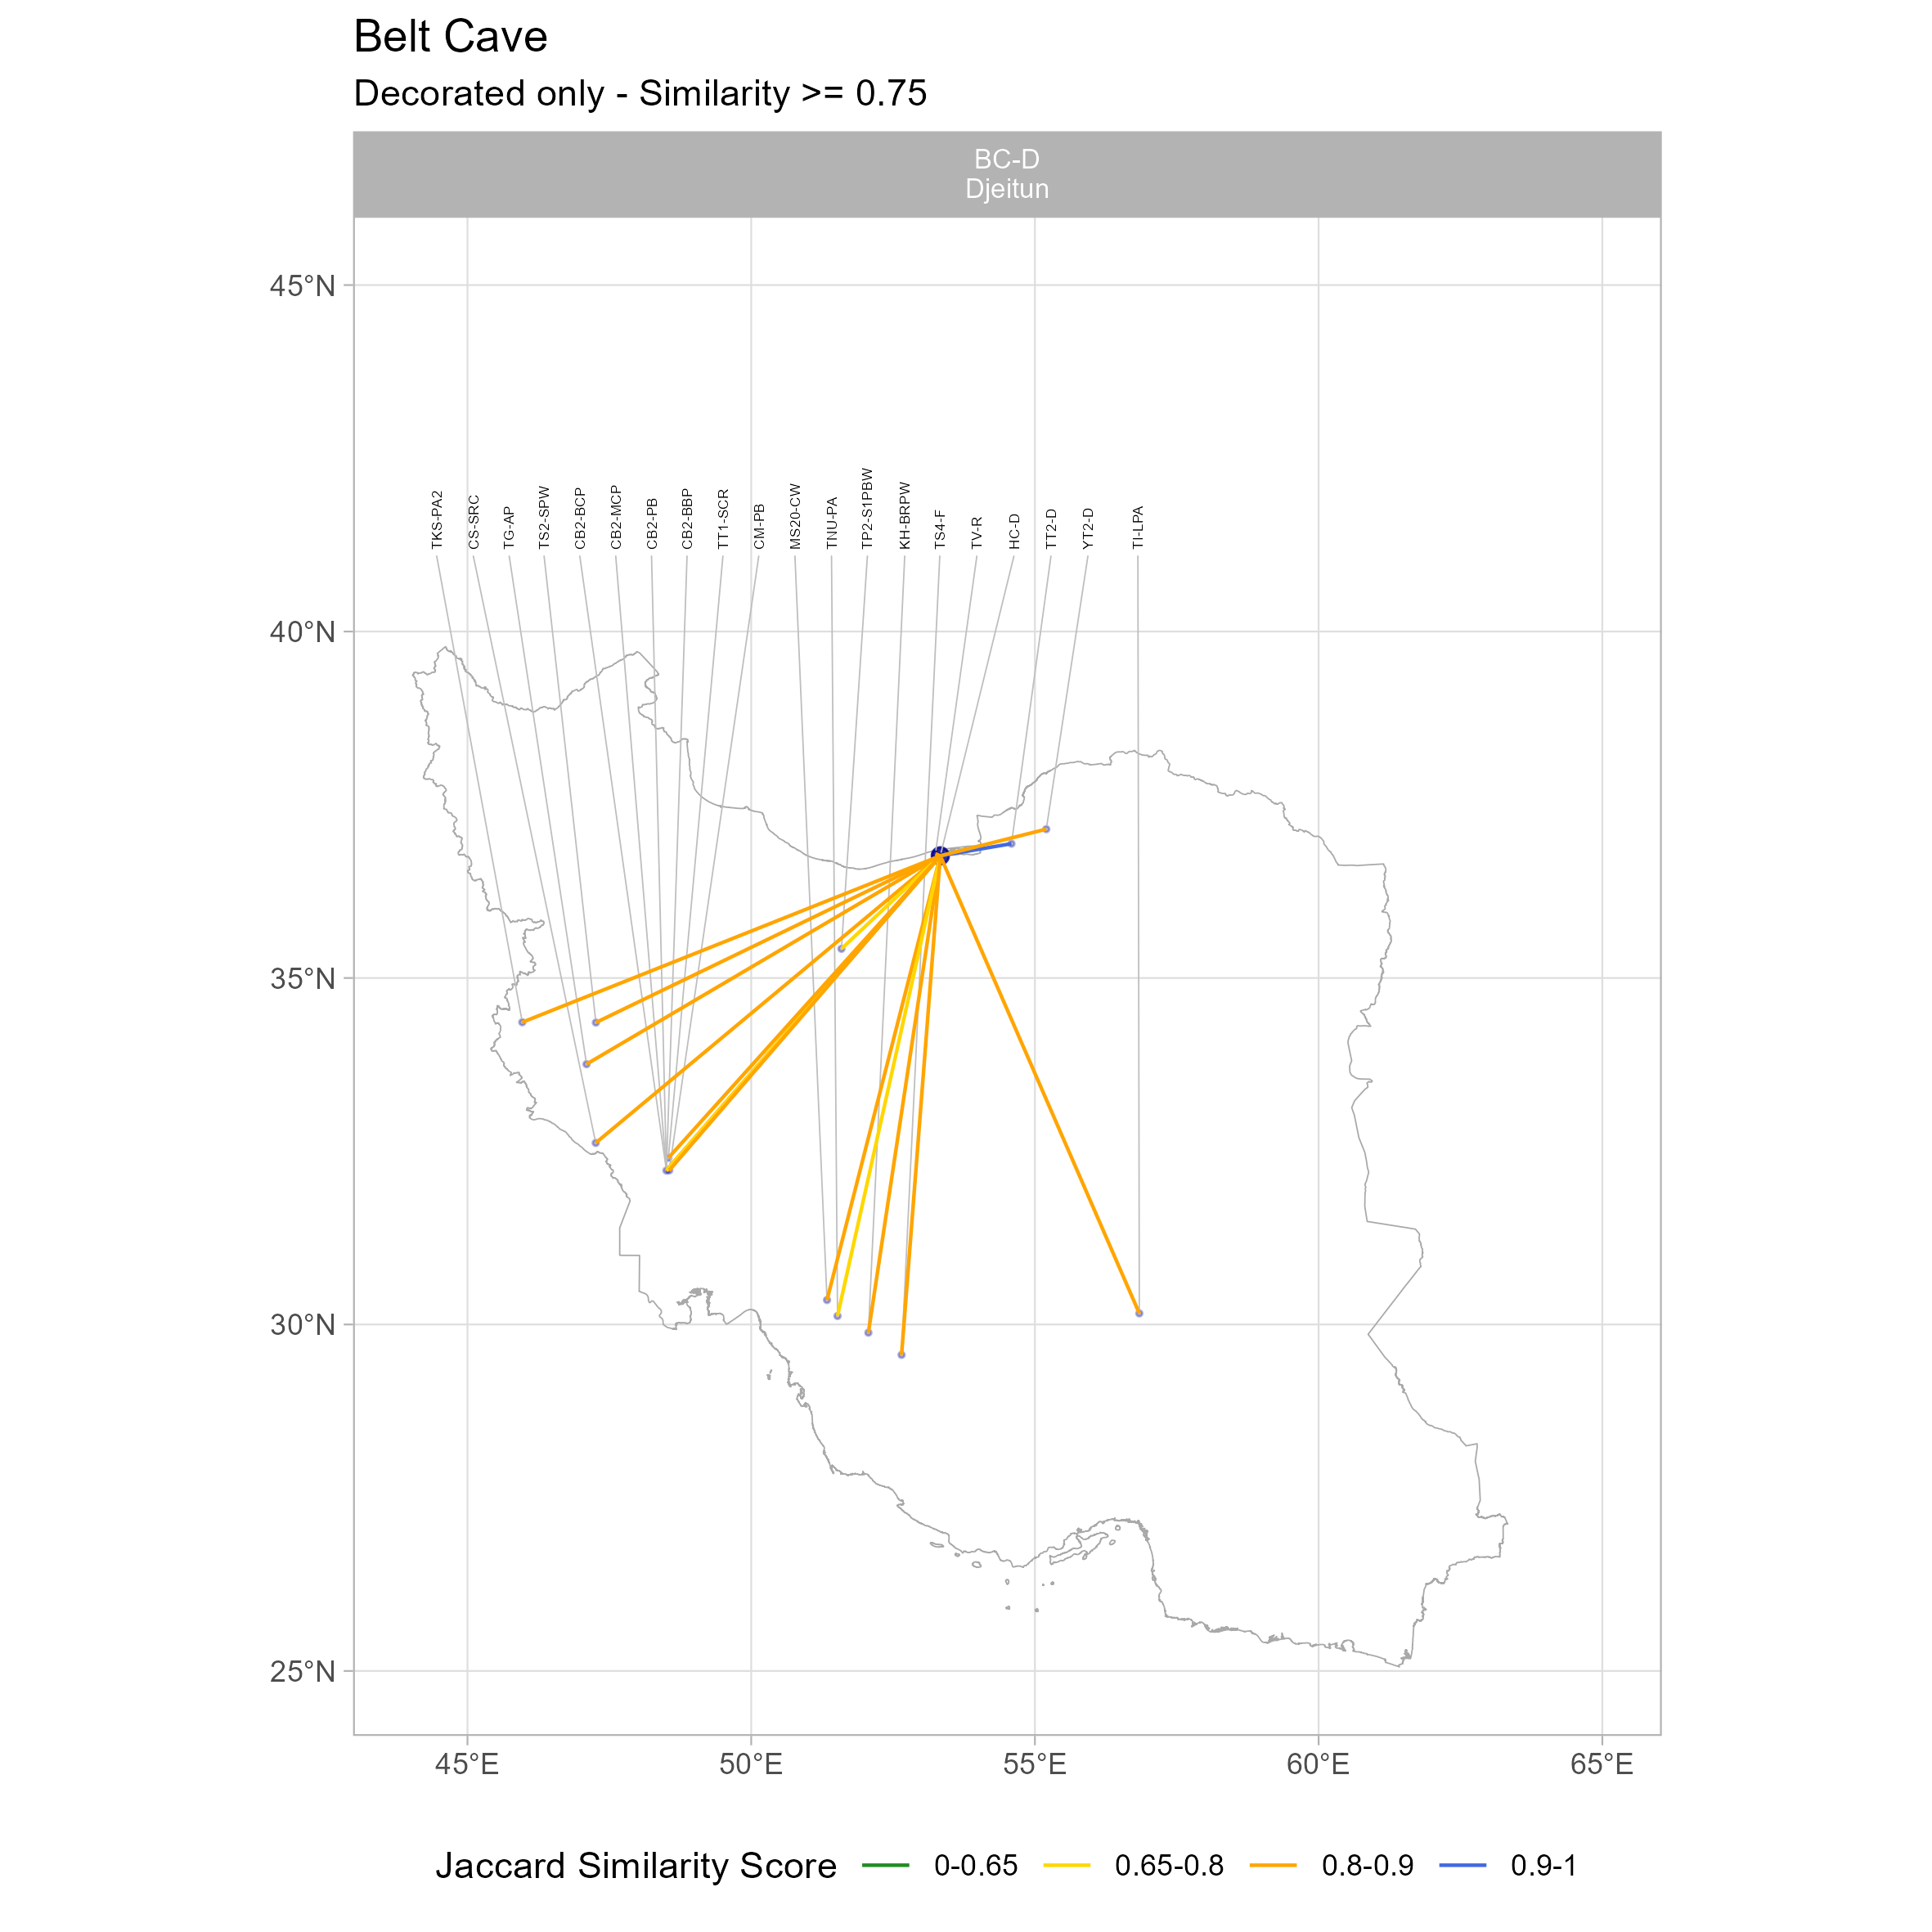 Belt Cave
Decorated only - Similarity >= 0.75
BC-D
Djeitun
45°N
40°N
35°N
30°N
25°N
TKS-PA2
CS-SRC
TG-AP
TS2-SPW
CB2-BCP
CB2-MCP
CB2-PB
CB2-BBP
TT1-SCR
CM-PB
MS20-CW
TNU-PA
TP2-S1PBW
KH-BRPW
TS4-F
TV-R
HC-D
TT2-D
YT2-D
TI-LPA
45°E 50°E 55°E 60°E 65°E
Jaccard Similarity Score 0-0.65 0.65-0.8 0.8-0.9 0.9-1